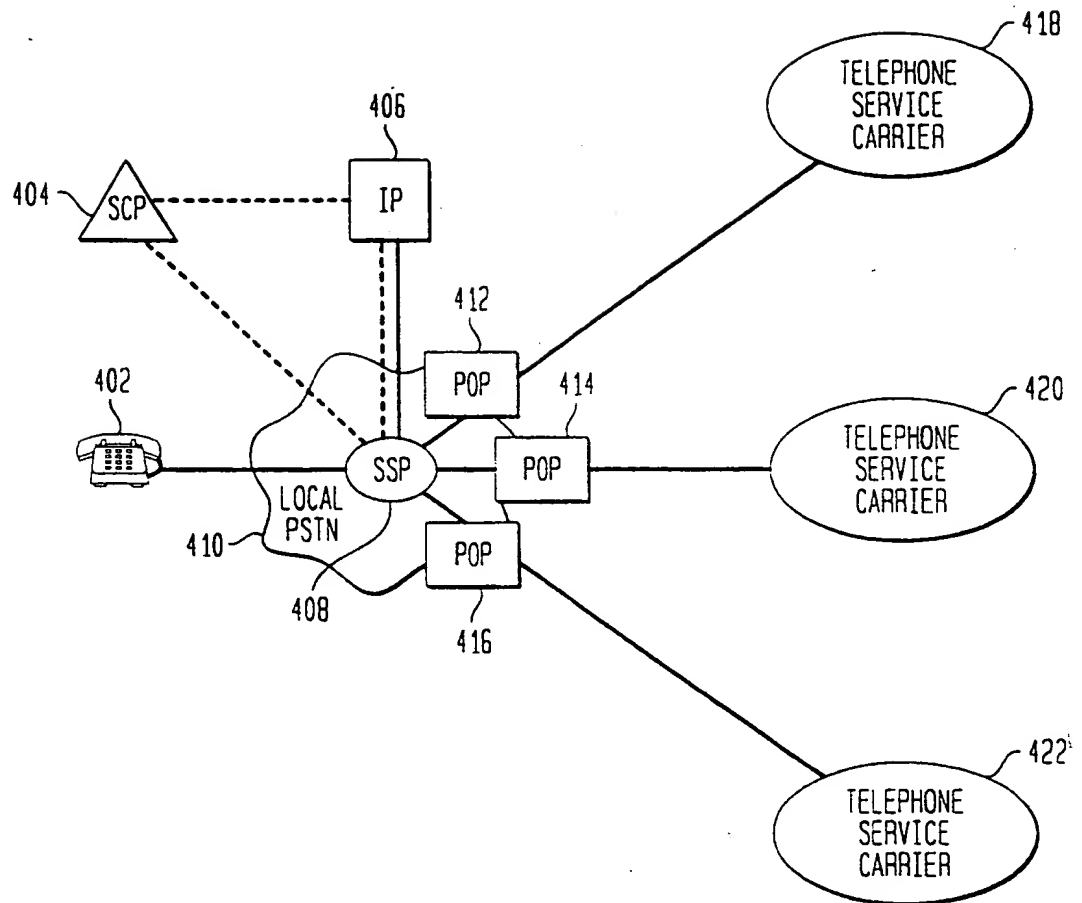 418
TELEPHONE
SERVICE
CARRIER
406
IP
404
SCP
412
POP
414
POP
402
420
TELEPHONE
SERVICE
CARRIER
SSP
LOCAL
PSTN
410
408
POP
416
422
TELEPHONE
SERVICE
CARRIER